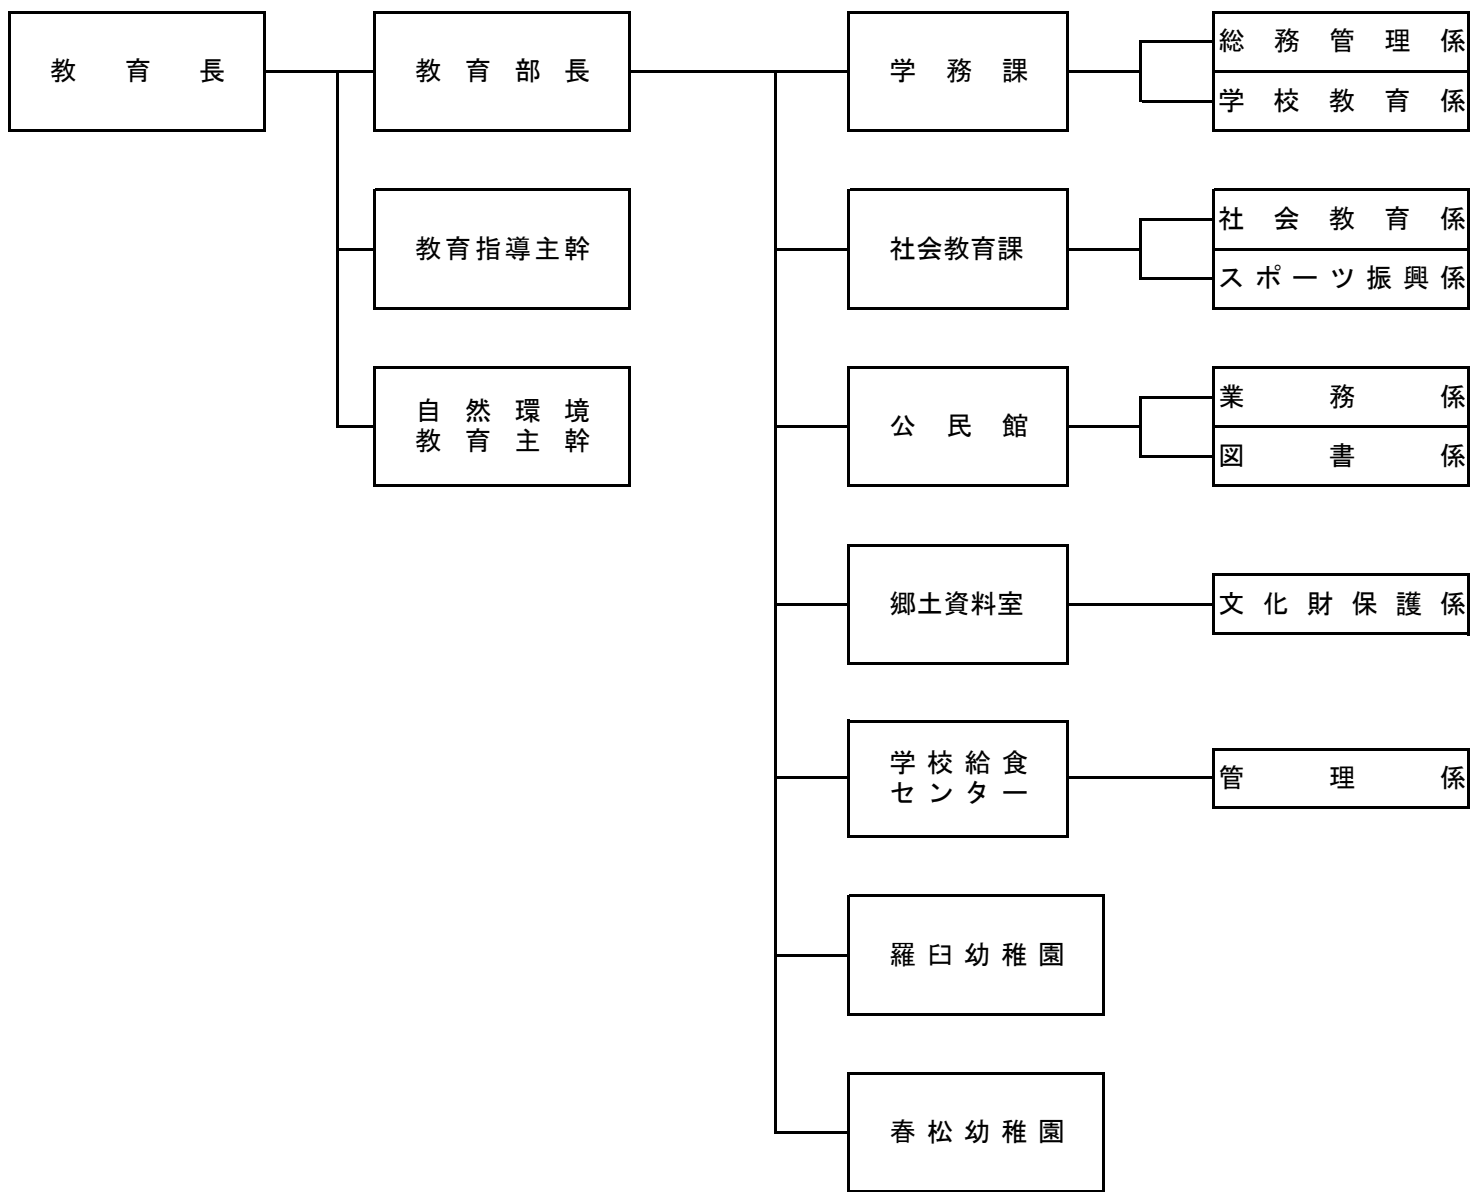 教育長
教育部長
学務課
総務管理係
学校教育係
教育指導主幹
社会教育課
社会教育係
スポーツ振興係
自然環境
教育主幹
公民館
業務係
図書係
郷土資料室
文化財保護係
学校給食
センター
管理係
羅臼幼稚園
春松幼稚園